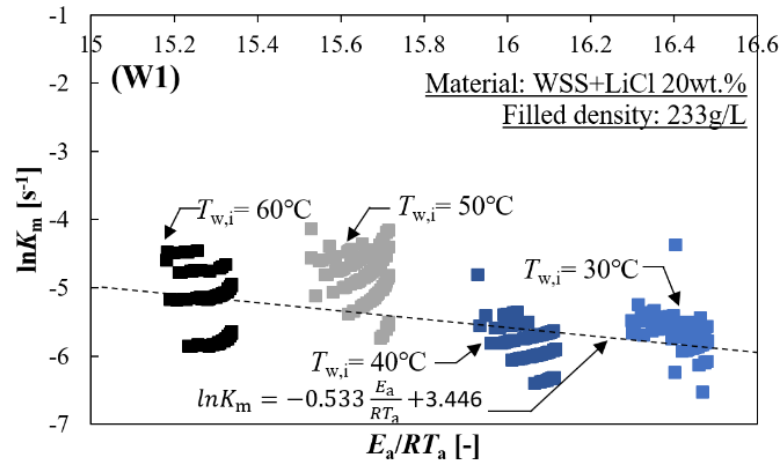 -1
15 15.2 15.4 15.6 15.8 16 16.2 16.4 16.6
(W1)
Material: WSS+LiCl 20wt.%
Filled density: 233g/L
-2
-3
-4
-5
-6
-7
lnKm [s-1]
Tw,i= 60℃
Tw,i= 50℃
Tw,i= 30℃
Tw,i= 40℃
lnKm = −0.533 Ea/RTa +3.446
Ea/RTa [-]